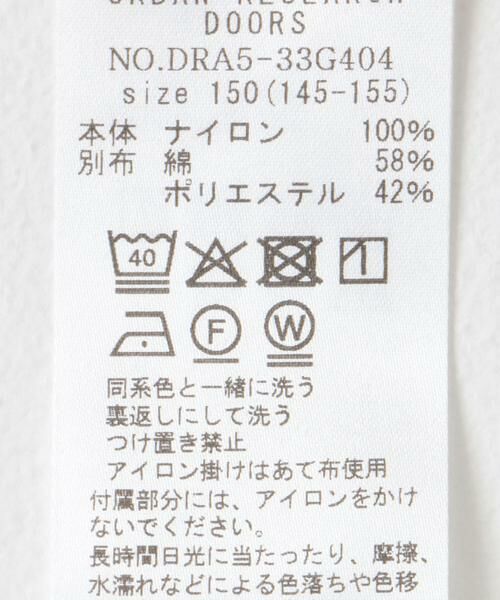 URBAN RESEARCH
DOORS
NO.DRA5-33G404
size 150(145-155)
本体 ナイロン 100%
別布 綿 58%
ポリエステル 42%
40
F W
同系色と一緒に洗う
裏返しにして洗う
つけ置き禁止
アイロン掛けはあて布使用
付属部分には、アイロンをかけ
ないでください。
長時間日光に当たったり、摩擦、
水濡れなどによる色落ちや色移